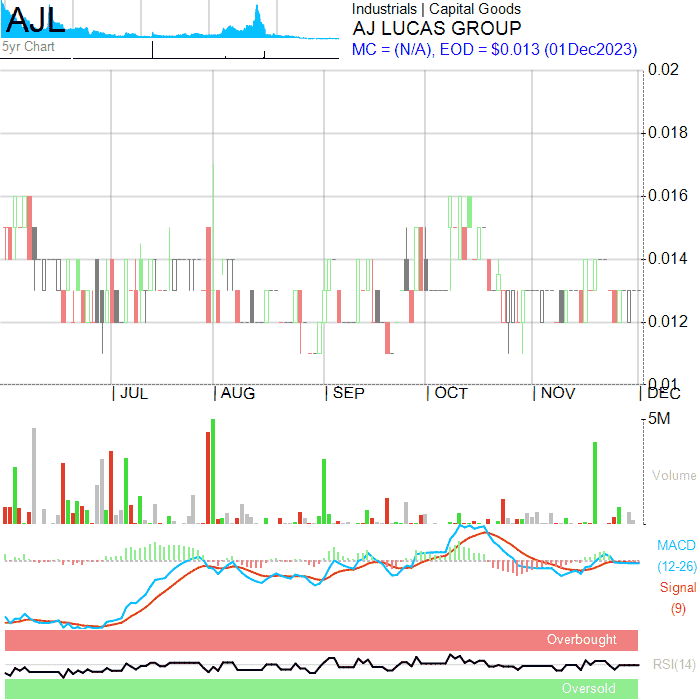 AJL
5yr Chart
Industrials | Capital Goods
AJ LUCAS GROUP
MC = (N/A), EOD = $0.013 (01Dec2023)
0.02
0.018
0.016
0.014
0.012
0.01
| JUL | AUG | SEP | OCT | NOV | DEC
5M
Volume
MACD
(12-26)
Signal
(9)
Overbought
RSI(14)
Oversold